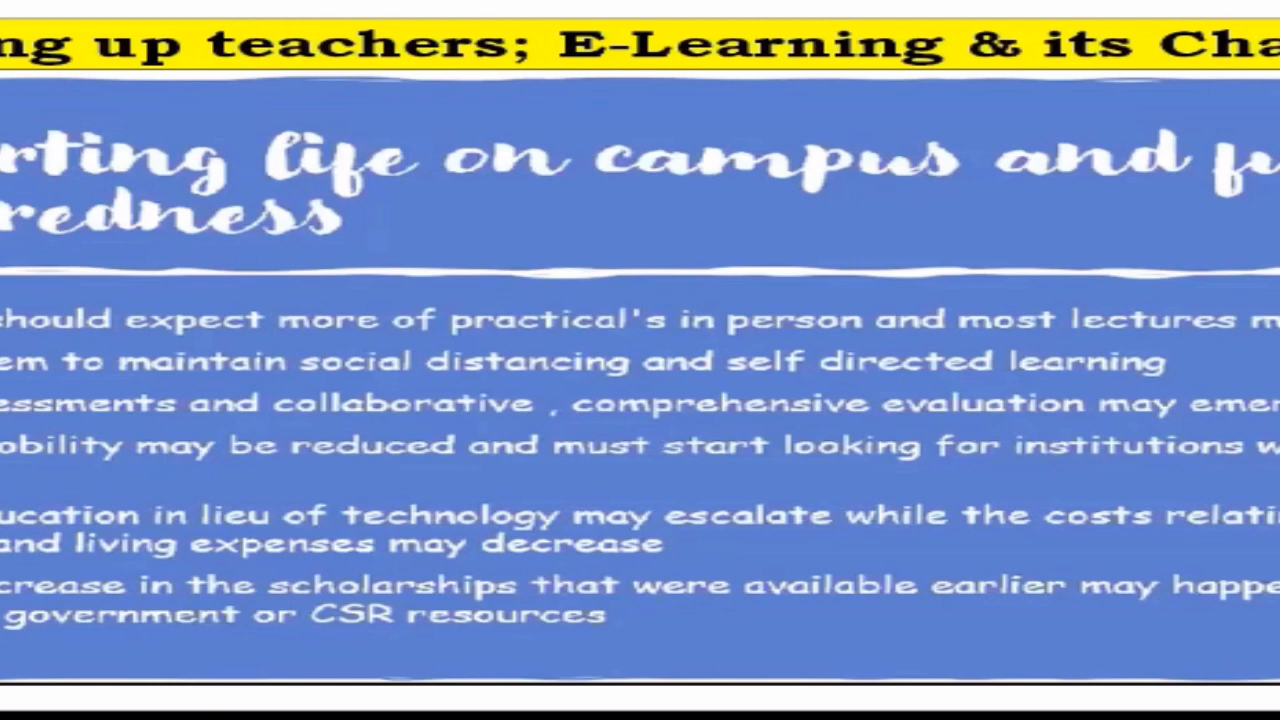 ng up teachers; E-Learning & its Cha
rting life on campus and fu
redness
should expect more of practical's in person and most lectures m
em to maintain social distancing and self directed learning
essments and collaborative , comprehensive evaluation may emer
obility may be reduced and must start looking for institutions w
ucation in lieu of technology may escalate while the costs relati
and living expenses may decrease
crease in the scholarships that were available earlier may happe
government or CSR resources